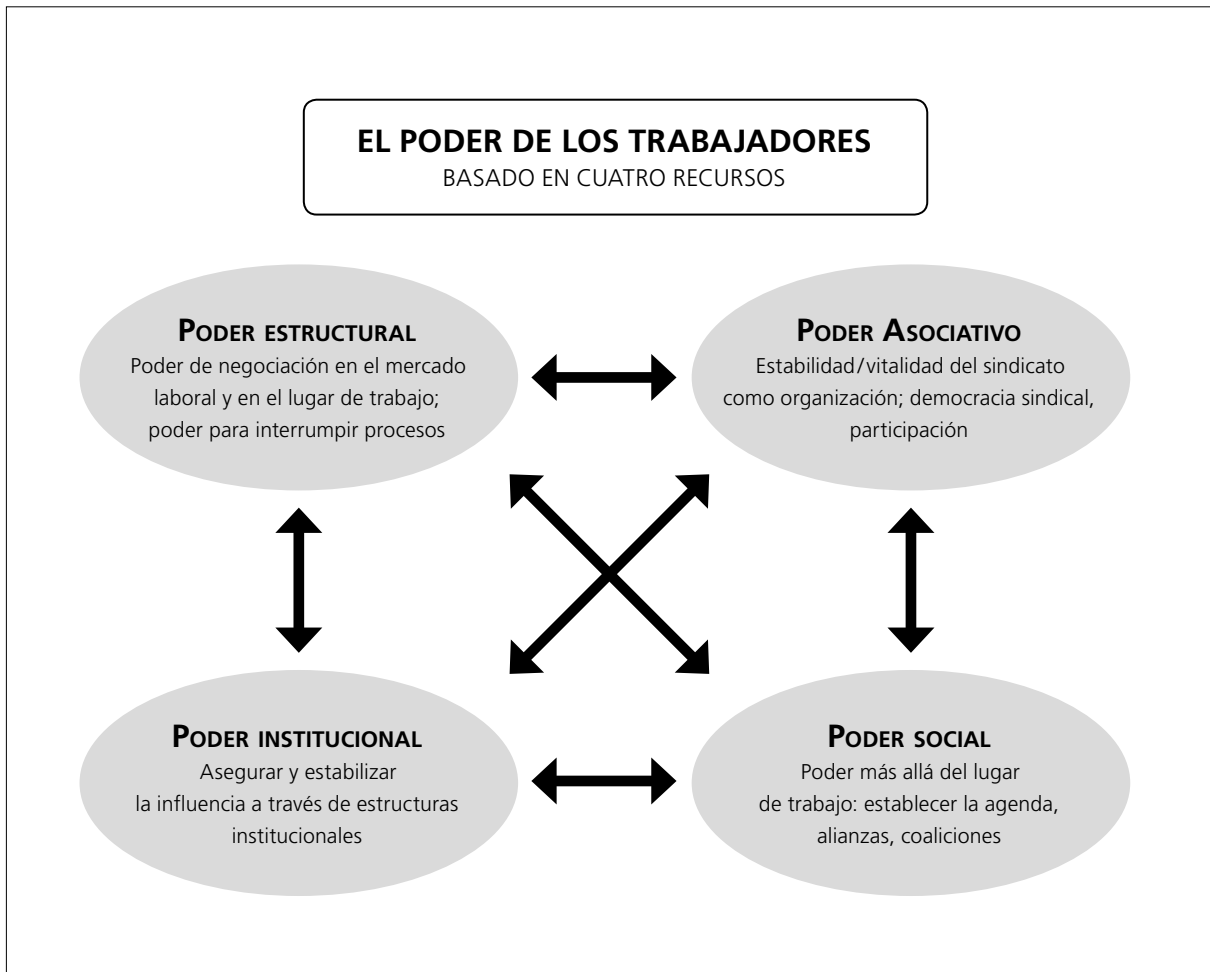 EL PODER DE LOS TRABAJADORES
BASADO EN CUATRO RECURSOS
PODER ESTRUCTURAL
Poder de negociación en el mercado
laboral y en el lugar de trabajo;
poder para interrumpir procesos
PODER ASOCIATIVO
Estabilidad/vitalidad del sindicato
como organización; democracia sindical,
participación
PODER INSTITUCIONAL
Asegurar y estabilizar
la influencia a través de estructuras
institucionales
PODER SOCIAL
Poder más allá del lugar
de trabajo: establecer la agenda,
alianzas, coaliciones